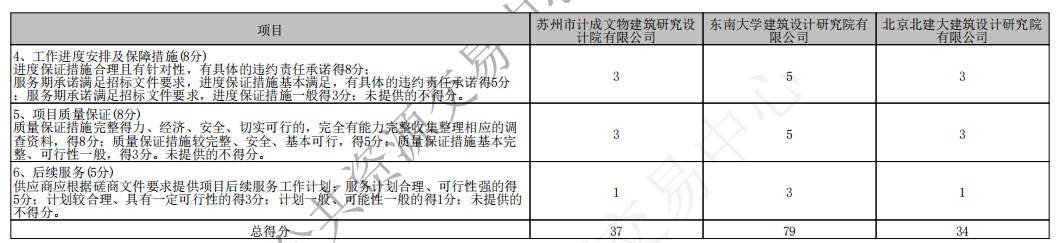 项目
苏州市计成文物建筑研究设
计院有限公司
东南大学建筑设计研究院有
限公司
北京北建大建筑设计研究院
有限公司
4、工作进度安排及保障措施(8分)
进度保证措施合理且有针对性，有具体的违约责任承诺得8分；
服务期承诺满足招标文件要求，进度保证措施基本满足，有具体的违约责任承诺得5分
；服务期承诺满足招标文件要求，进度保证措施一般得3分；未提供的不得分。
3
5
3
5、项目质量保证(8分)
质量保证措施完整得力、经济、安全、切实可行的，完全有能力完整收集整理相应的调
查资料，得8分；质量保证措施较完整、安全、基本可行，得5分；质量保证措施基本完
整、可行性一般，得3分。未提供的不得分。
3
5
3
6、后续服务(5分)
供应商应根据磋商文件要求提供项目后续服务工作计划；服务计划合理、可行性强的得
5分；计划较合理、具有一定可行性的得3分；计划一般、可能性一般的得1分；未提供的
不得分。
1
3
1
总得分
37
79
34
公共资源交易中心
交易中心